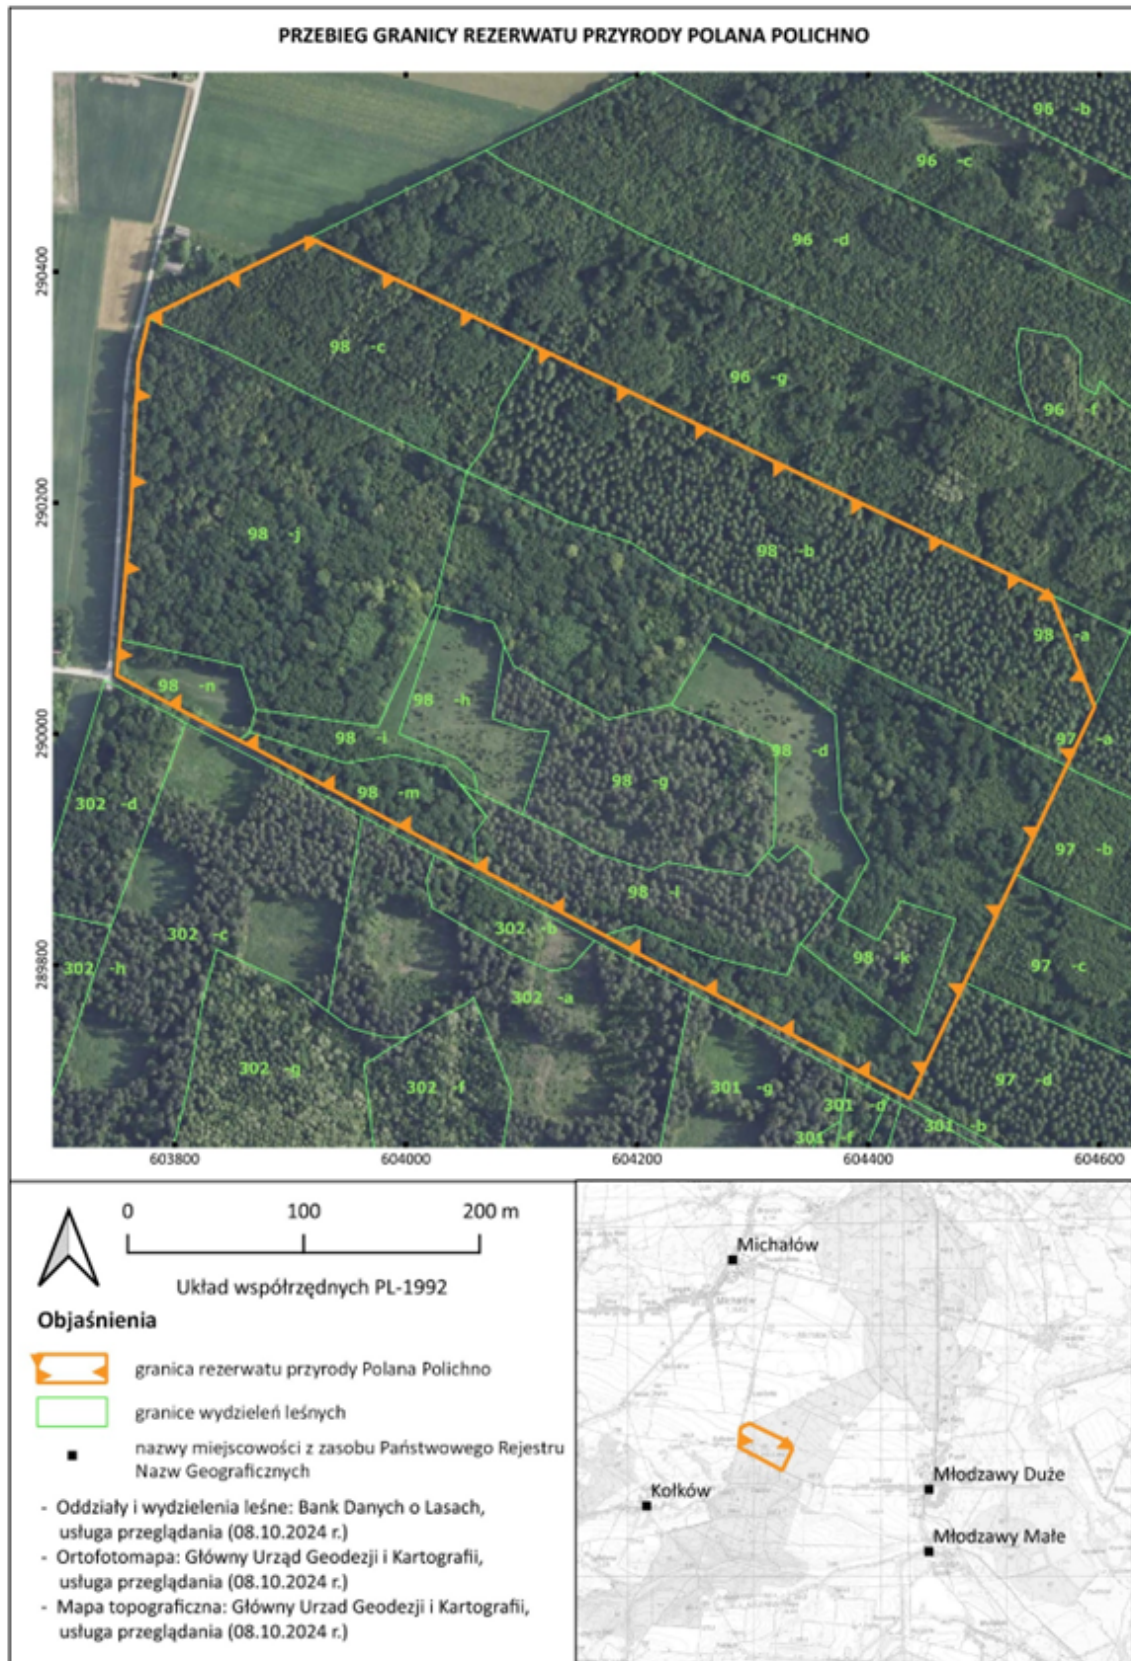 PRZEBIEG GRANICY REZERWATU PRZYRODY POLANA POLICHNO
96 -b
96 -c
96 -d
290400
98 -c
96 -g
96 -f
290200
98 -j
98 -b
98 -a
98 -n
98 -h
290000
98 -i
98 -d
97 -a
98 -g
302 -d
98 -m
97 -b
98 -l
302 -b
302 -c
289800
98 -k
302 -h
97 -c
302 -a
302 -g
302 -f
301 -g
97 -d
301 -d
301 -b
301 -f
603800 604000 604200 604400 604600
0 100 200 m
Układ współrzędnych PL-1992
Objaśnienia
granica rezerwatu przyrody Polana Polichno
granice wydzieleń leśnych
nazwy miejscowości z zasobu Państwowego Rejestru
Nazw Geograficznych
- Oddziały i wydzielenia leśne: Bank Danych o Lasach,
usługa przeglądania (08.10.2024 r.)
- Ortofotomapa: Główny Urząd Geodezji i Kartografii,
usługa przeglądania (08.10.2024 r.)
- Mapa topograficzna: Główny Urzad Geodezji i Kartografii,
usługa przeglądania (08.10.2024 r.)
Michałów
Kołków
Młodzawy Duże
Młodzawy Małe